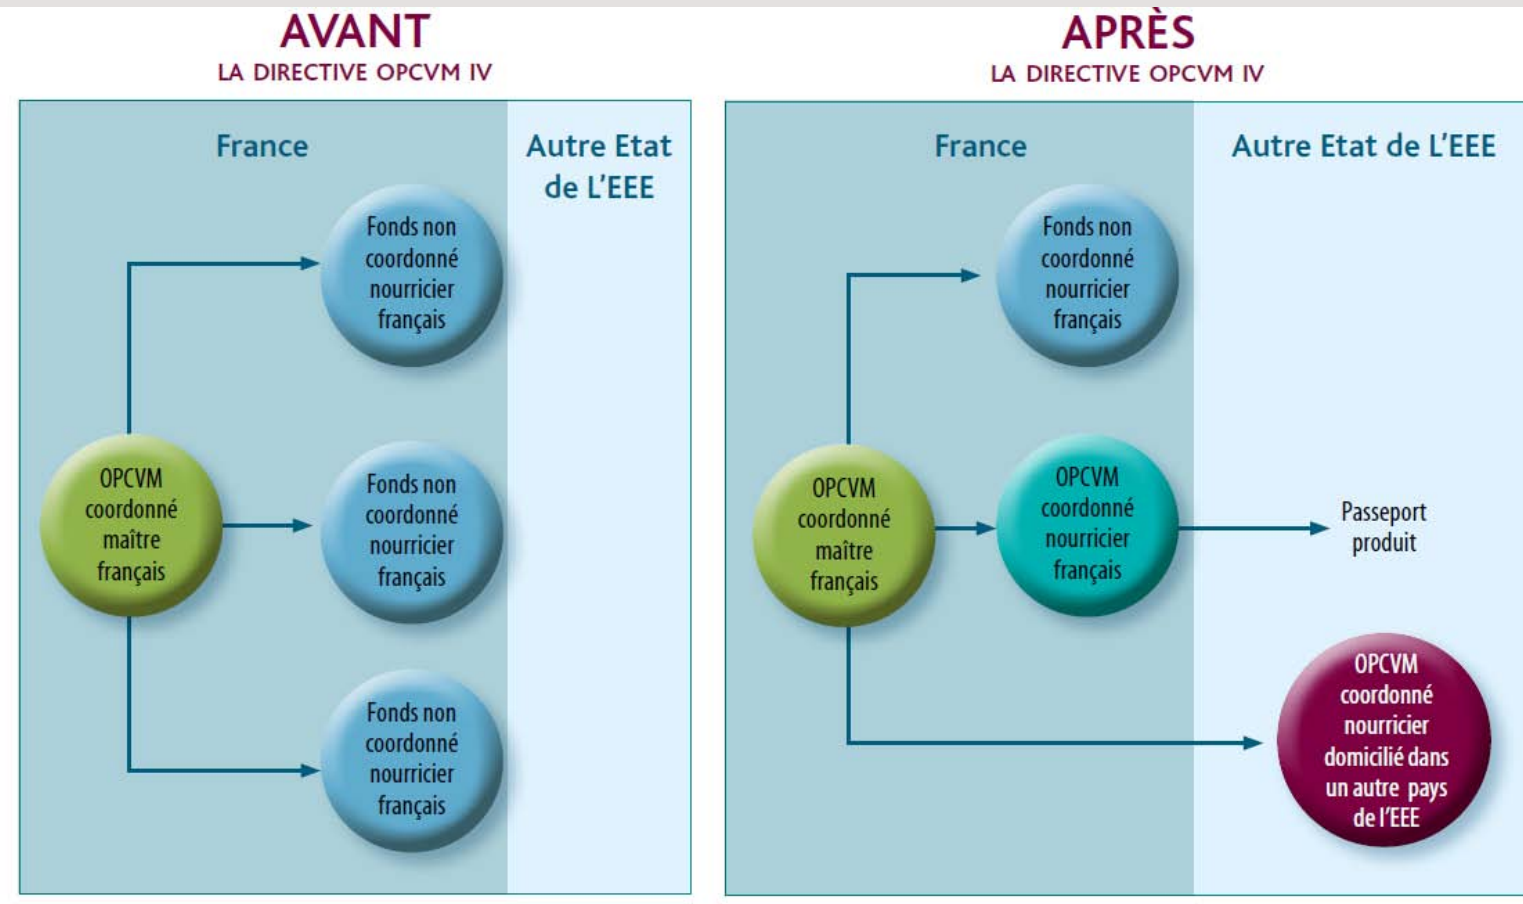 AVANT
LA DIRECTIVE OPCVM IV
France
Autre Etat
de L'EEE
Fonds non
coordonné
nourricier
français
OPCVM
coordonné
maître
français
Fonds non
coordonné
nourricier
français
Fonds non
coordonné
nourricier
français
APRÈS
LA DIRECTIVE OPCVM IV
France
Autre Etat de L'EEE
Fonds non
coordonné
nourricier
français
OPCVM
coordonné
maître
français
OPCVM
coordonné
nourricier
français
Passeport
produit
OPCVM
coordonné
nourricier
domicilié dans
un autre pays
de l'EEE